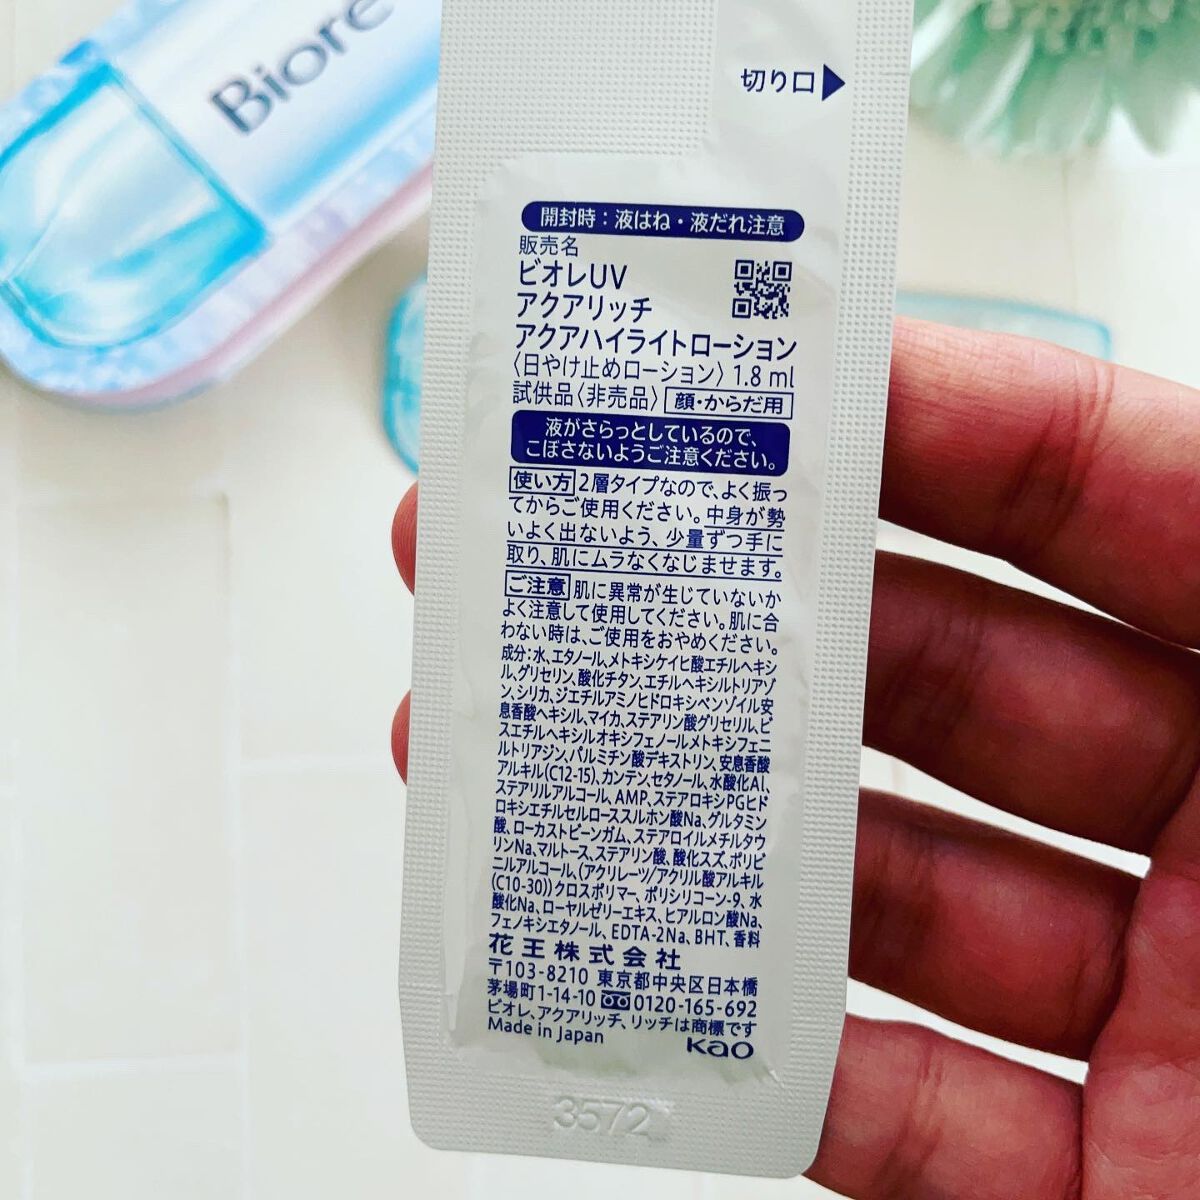 Biore
切り口▶
開封時：液はね・液だれ注意
販売名
ビオレUV
アクアリッチ
アクアハイライトローション
〈日やけ止めローション〉1.8 ml
試供品〈非売品〉 顔・からだ用
液がさらっとしているので、
こぼさないようご注意ください。
使い方 2層タイプなので、よく振っ
てからご使用ください。中身が勢
いよく出ないよう、少量ずつ手に
取り、肌にムラなくなじませます。
ご注意 肌に異常が生じていないか
よく注意して使用してください。肌に合
わない時は、ご使用をおやめください。
成分：水、エタノール、メトキシケイヒ酸エチルヘキシ
ル、グリセリン、酸化チタン、エチルヘキシルトリアゾ
ン、シリカ、ジエチルアミノヒドロキシベンゾイル安
息香酸ヘキシル、マイカ、ステアリン酸グリセリル、ビ
スエチルヘキシルオキシフェノールメトキシフェニ
ルトリアジン、パルミチン酸デキストリン、安息香酸
アルキル(C12-15)、カンテン、セタノール、水酸化Al、
ステアリルアルコール、AMP、ステアロキシPGヒド
ロキシエチルセルローススルホン酸Na、グルタミン
酸、ローカストビーンガム、ステアロイルメチルタウ
リンNa、マルトース、ステアリン酸、酸化スズ、ポリビ
ニルアルコール、(アクリレーツ/アクリル酸アルキル
(C10-30))クロスポリマー、ポリシリコーン-9、水
酸化Na、ローヤルゼリーエキス、ヒアルロン酸Na、
フェノキシエタノール、EDTA-2Na、BHT、香料
花王株式会社
〒103-8210 東京都中央区日本橋
茅場町1-14-10 0120-165-692
ビオレ、アクアリッチ、リッチは商標です
Made in Japan Kao
3572